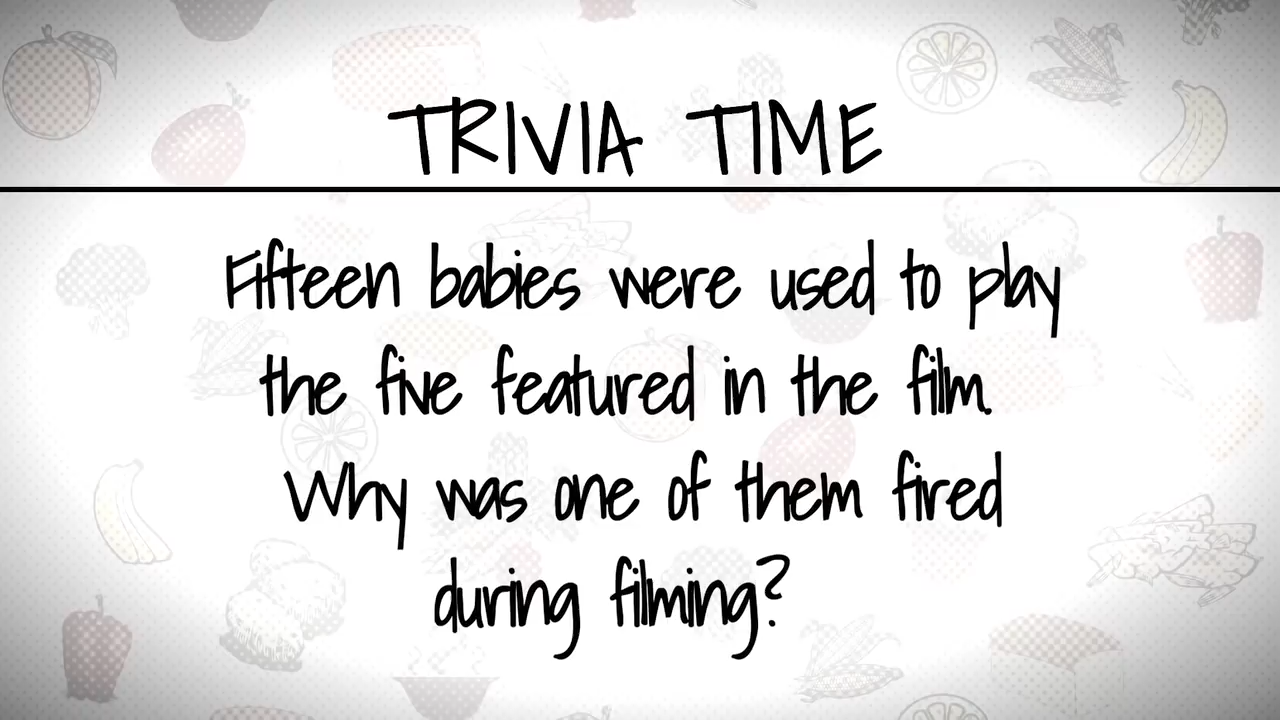 TRIVIA TIME
Fifteen babies were used to play
the five featured in the film.
Why was one of them fired
during filming?